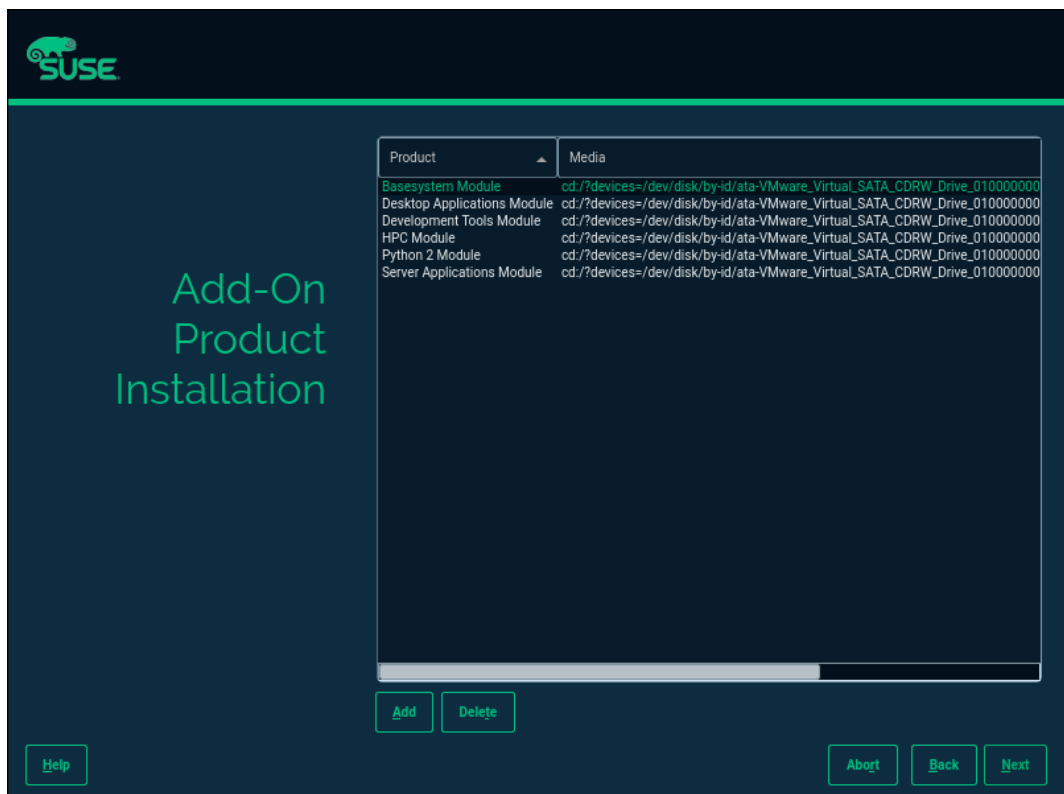 SUSE
Product Media
Basesystem Module cd:/?devices=/dev/disk/by-id/ata-VMware_Virtual_SATA_CDRW_Drive_010000000
Desktop Applications Module cd:/?devices=/dev/disk/by-id/ata-VMware_Virtual_SATA_CDRW_Drive_010000000
Development Tools Module cd:/?devices=/dev/disk/by-id/ata-VMware_Virtual_SATA_CDRW_Drive_010000000
HPC Module cd:/?devices=/dev/disk/by-id/ata-VMware_Virtual_SATA_CDRW_Drive_010000000
Python 2 Module cd:/?devices=/dev/disk/by-id/ata-VMware_Virtual_SATA_CDRW_Drive_010000000
Server Applications Module cd:/?devices=/dev/disk/by-id/ata-VMware_Virtual_SATA_CDRW_Drive_010000000
Add-On
Product
Installation
Add Delete
Help Abort Back Next